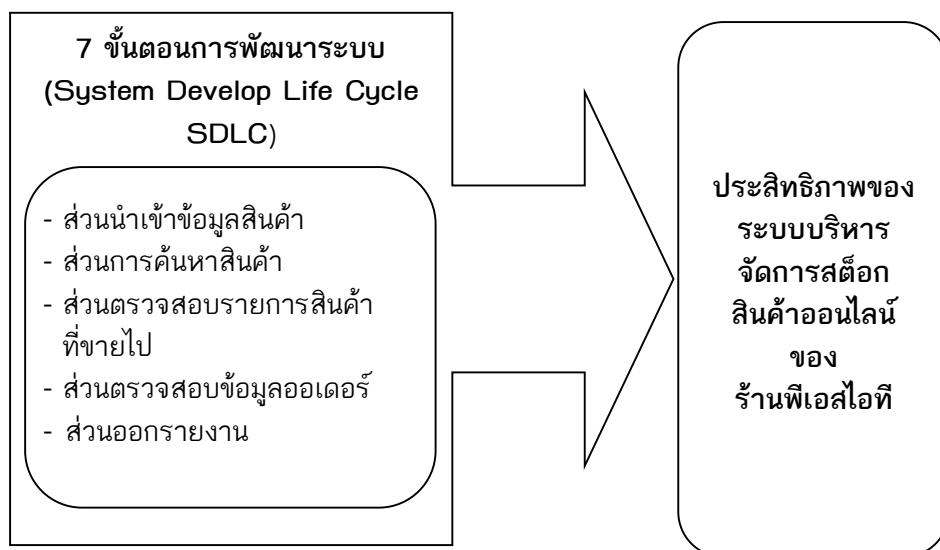 7 ขั้นตอนการพัฒนาระบบ
(System Develop Life Cycle
SDLC)
- ส่วนนำเข้าข้อมูลสินค้า
- ส่วนการค้นหาสินค้า
- ส่วนตรวจสอบรายการสินค้า
ที่ขายไป
- ส่วนตรวจสอบข้อมูลออเดอร์
- ส่วนออกรายงาน
ประสิทธิภาพของ
ระบบบริหาร
จัดการสต็อก
สินค้าออนไลน์
ของ
ร้านพีเอสไอที